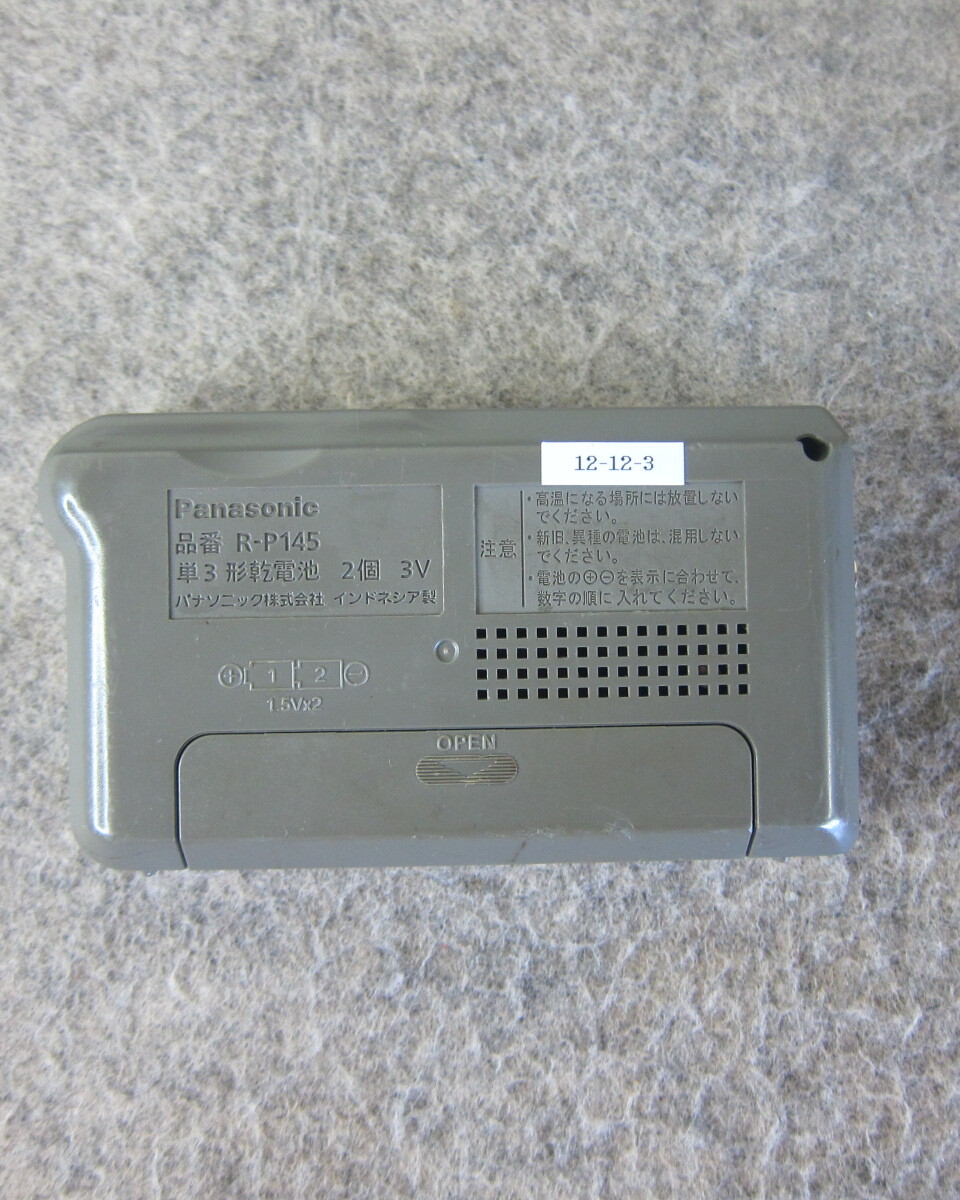 12-12-3
Panasonic
品番 R-P145
単3形乾電池 2個 3V
パナソニック株式会社 インドネシア製
注意
・高温になる場所には放置しない
でください。
・新旧、異種の電池は、混用しない
でください。
・電池の⊕⊖を表示に合わせて、
数字の順に入れてください。
⊕ 1 2 ⊖
1.5V×2
OPEN